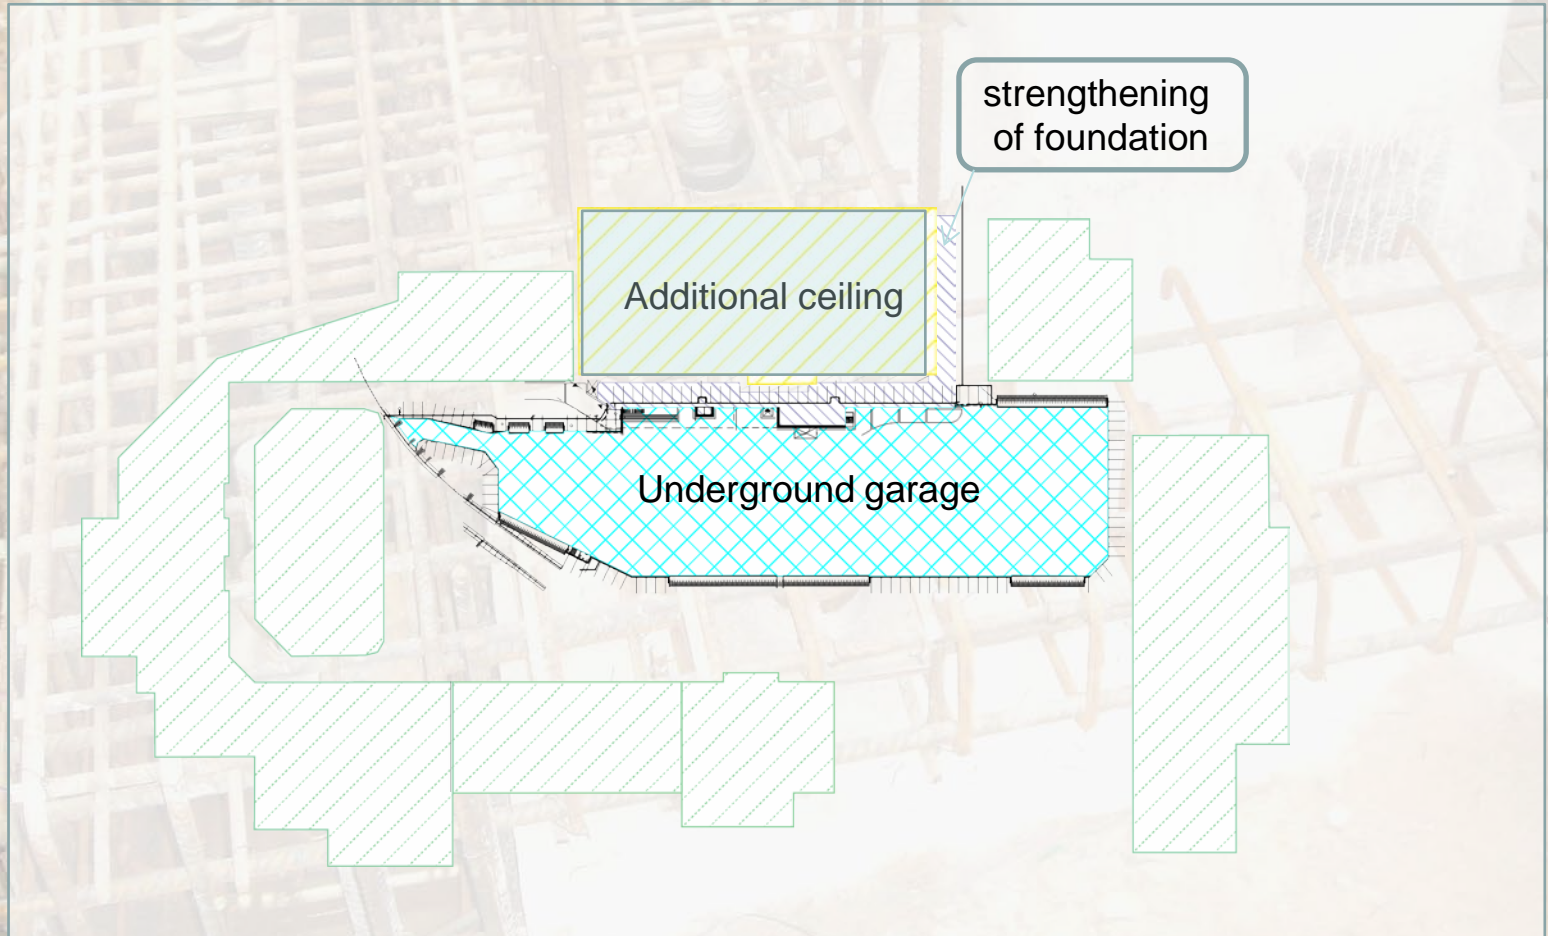 strengthening
of foundation
Additional ceiling
Underground garage